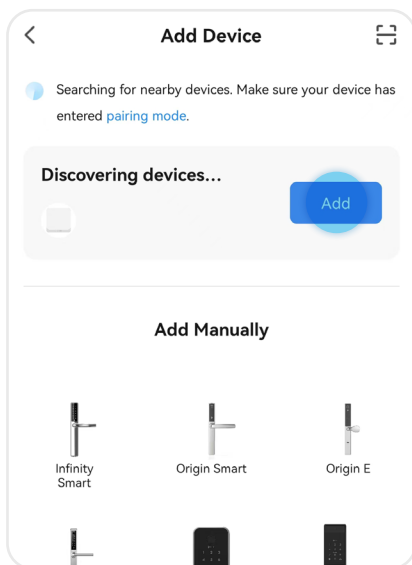 Add Device
Searching for nearby devices. Make sure your device has
entered pairing mode.
Discovering devices...
Add
Add Manually
Infinity
Smart
Origin Smart
Origin E